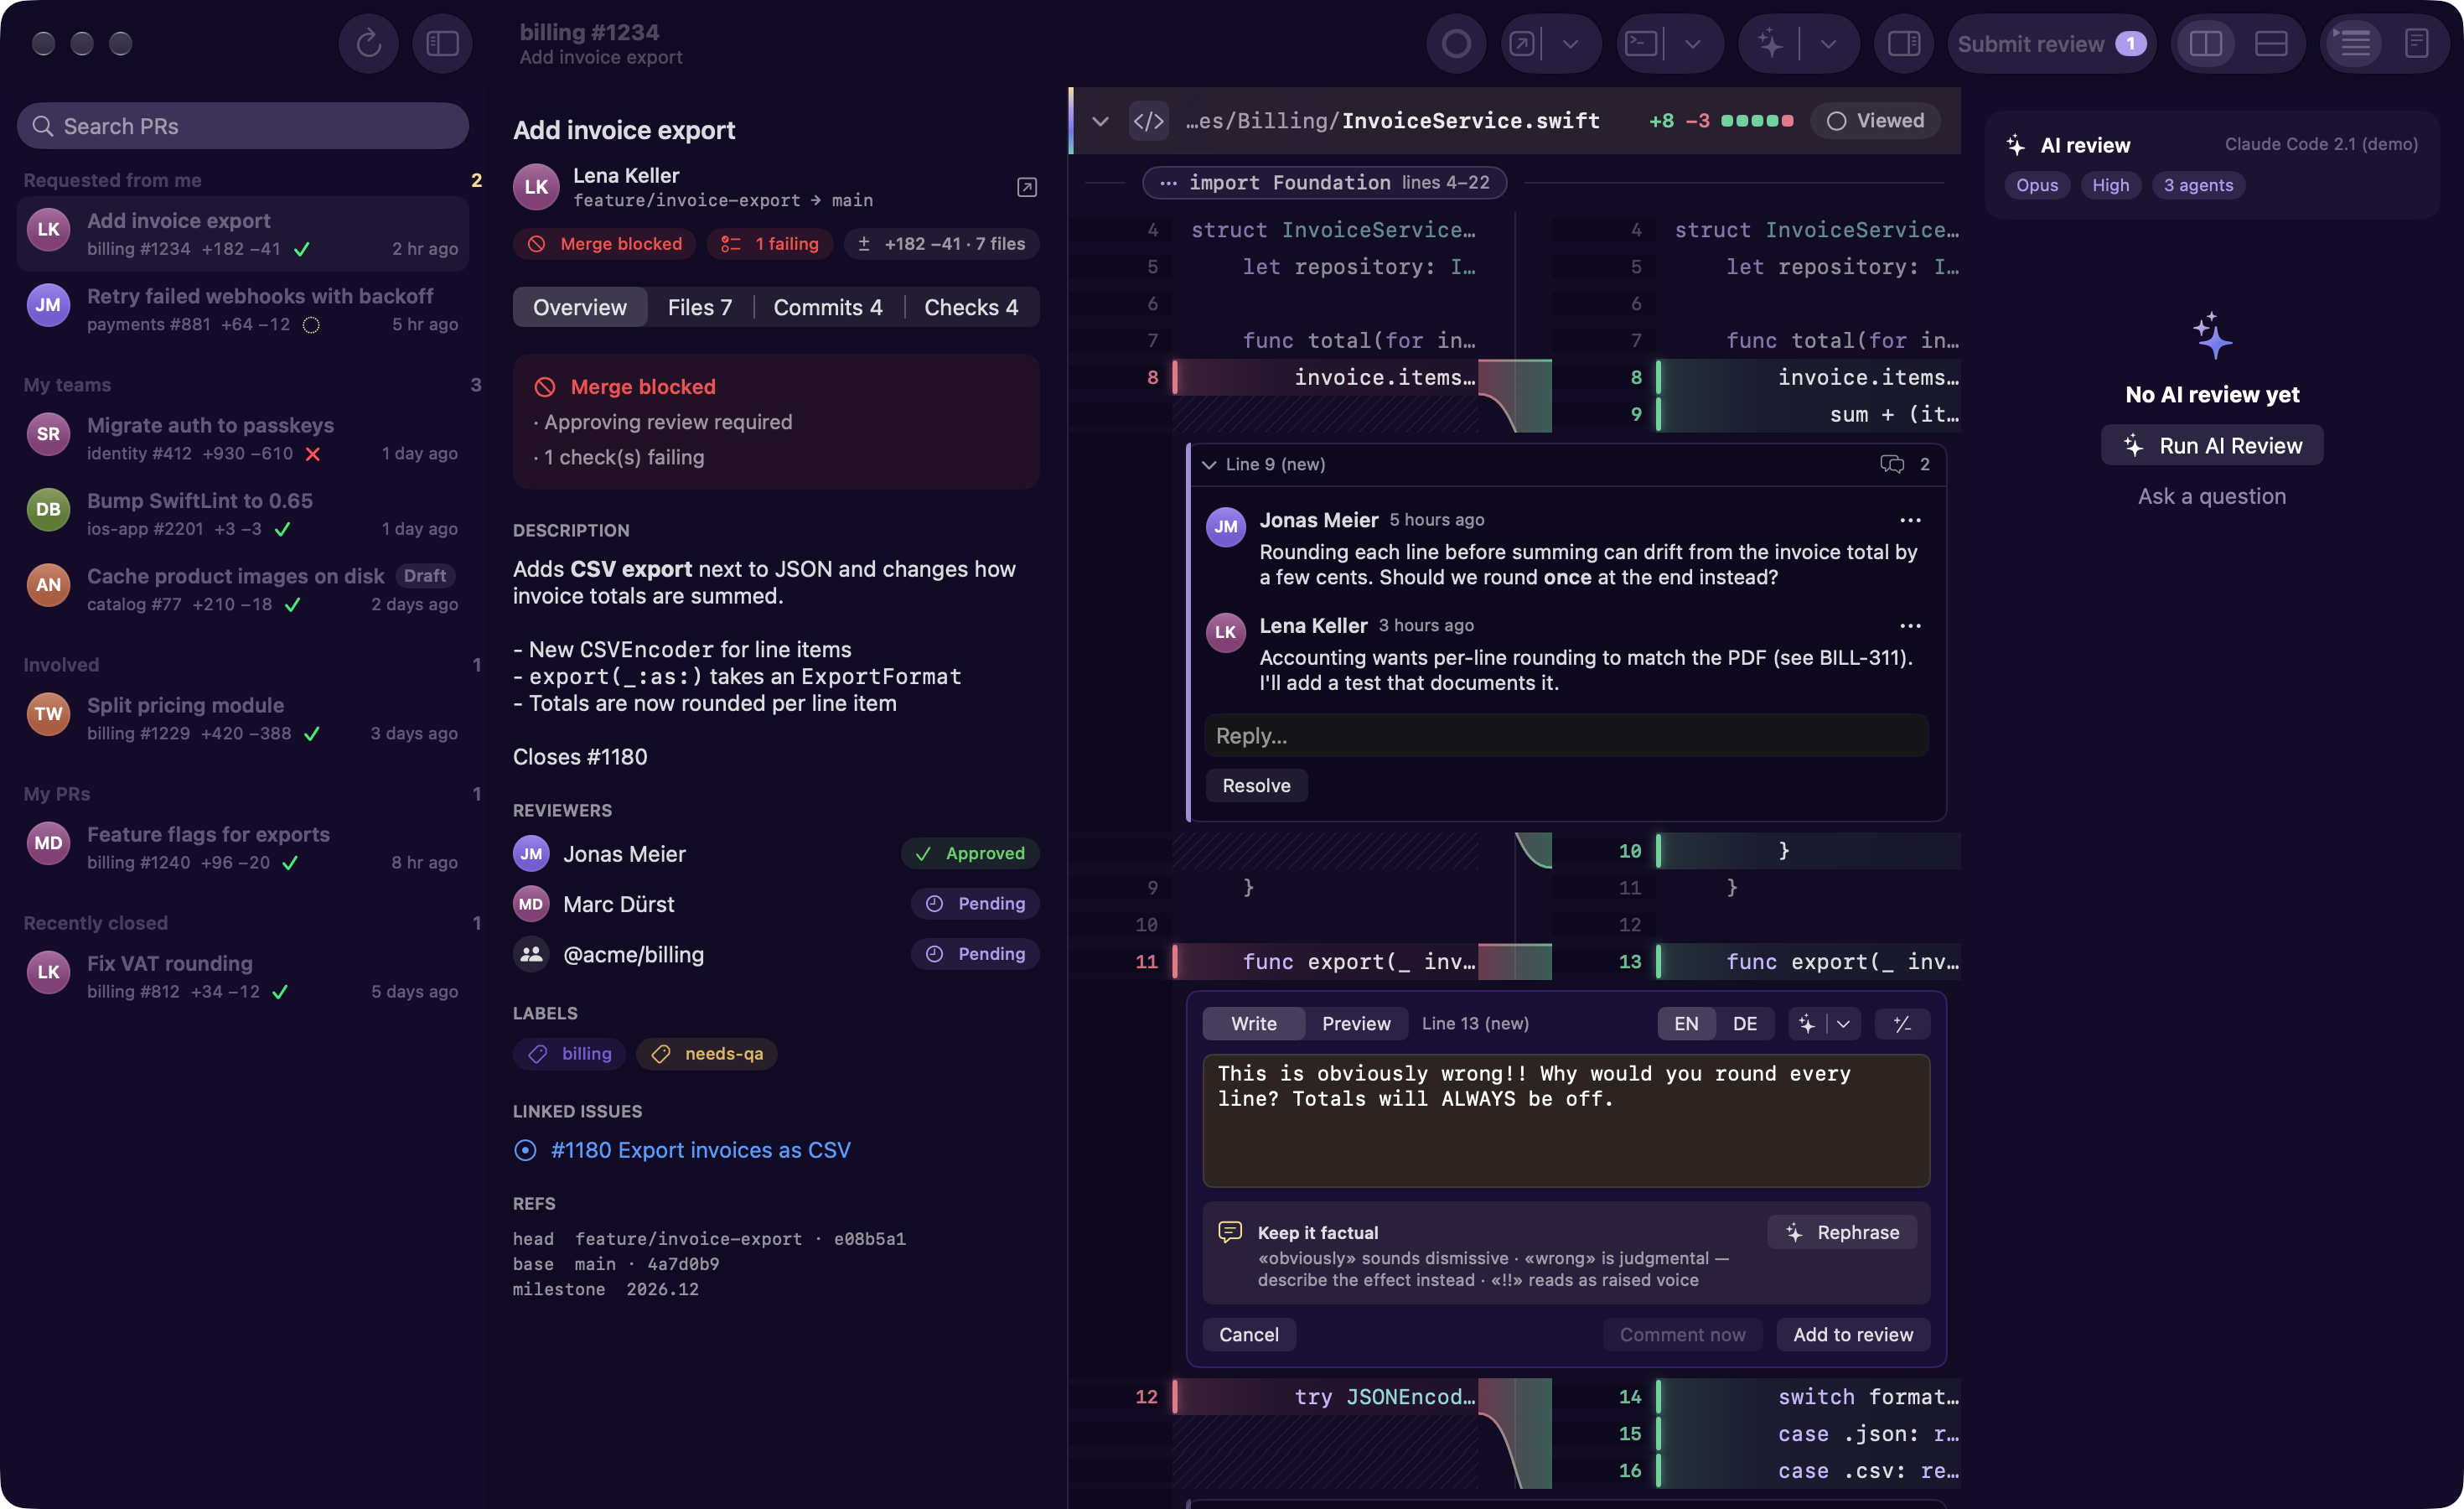 billing #1234
Add invoice export
Submit review 1
Search PRs
Requested from me 2
LK Add invoice export
billing #1234 +182 −41 2 hr ago
JM Retry failed webhooks with backoff
payments #881 +64 −12 5 hr ago
My teams 3
SR Migrate auth to passkeys
identity #412 +930 −610 1 day ago
DB Bump SwiftLint to 0.65
ios-app #2201 +3 −3 1 day ago
AN Cache product images on disk Draft
catalog #77 +210 −18 2 days ago
Involved 1
TW Split pricing module
billing #1229 +420 −388 3 days ago
My PRs 1
MD Feature flags for exports
billing #1240 +96 −20 8 hr ago
Recently closed 1
LK Fix VAT rounding
billing #812 +34 −12 5 days ago
Add invoice export
LK Lena Keller
feature/invoice-export → main
Merge blocked 1 failing +182 −41 · 7 files
Overview Files 7 Commits 4 Checks 4
Merge blocked
· Approving review required
· 1 check(s) failing
DESCRIPTION
Adds CSV export next to JSON and changes how
invoice totals are summed.
- New CSVEncoder for line items
- export(_:as:) takes an ExportFormat
- Totals are now rounded per line item
Closes #1180
REVIEWERS
JM Jonas Meier Approved
MD Marc Dürst Pending
@acme/billing Pending
LABELS
billing needs-qa
LINKED ISSUES
#1180 Export invoices as CSV
REFS
head feature/invoice-export · e08b5a1
base main · 4a7d0b9
milestone 2026.12
</> …es/Billing/InvoiceService.swift +8 −3 Viewed
··· import Foundation lines 4–22
4 struct InvoiceService… 4 struct InvoiceService…
5 let repository: I… 5 let repository: I…
6 6
7 func total(for in… 7 func total(for in…
8 invoice.items… 8 invoice.items…
9 sum + (it…
Line 9 (new) 2
JM Jonas Meier 5 hours ago ···
Rounding each line before summing can drift from the invoice total by
a few cents. Should we round once at the end instead?
LK Lena Keller 3 hours ago ···
Accounting wants per-line rounding to match the PDF (see BILL-311).
I'll add a test that documents it.
Reply...
Resolve
10 }
9 } 11 }
10 12
11 func export(_ inv… 13 func export(_ inv…
Write Preview Line 13 (new) EN DE
This is obviously wrong!! Why would you round every
line? Totals will ALWAYS be off.
Keep it factual Rephrase
«obviously» sounds dismissive · «wrong» is judgmental —
describe the effect instead · «!!» reads as raised voice
Cancel Comment now Add to review
12 try JSONEncod… 14 switch format…
15 case .json: r…
16 case .csv: re…
AI review Claude Code 2.1 (demo)
Opus High 3 agents
No AI review yet
Run AI Review
Ask a question